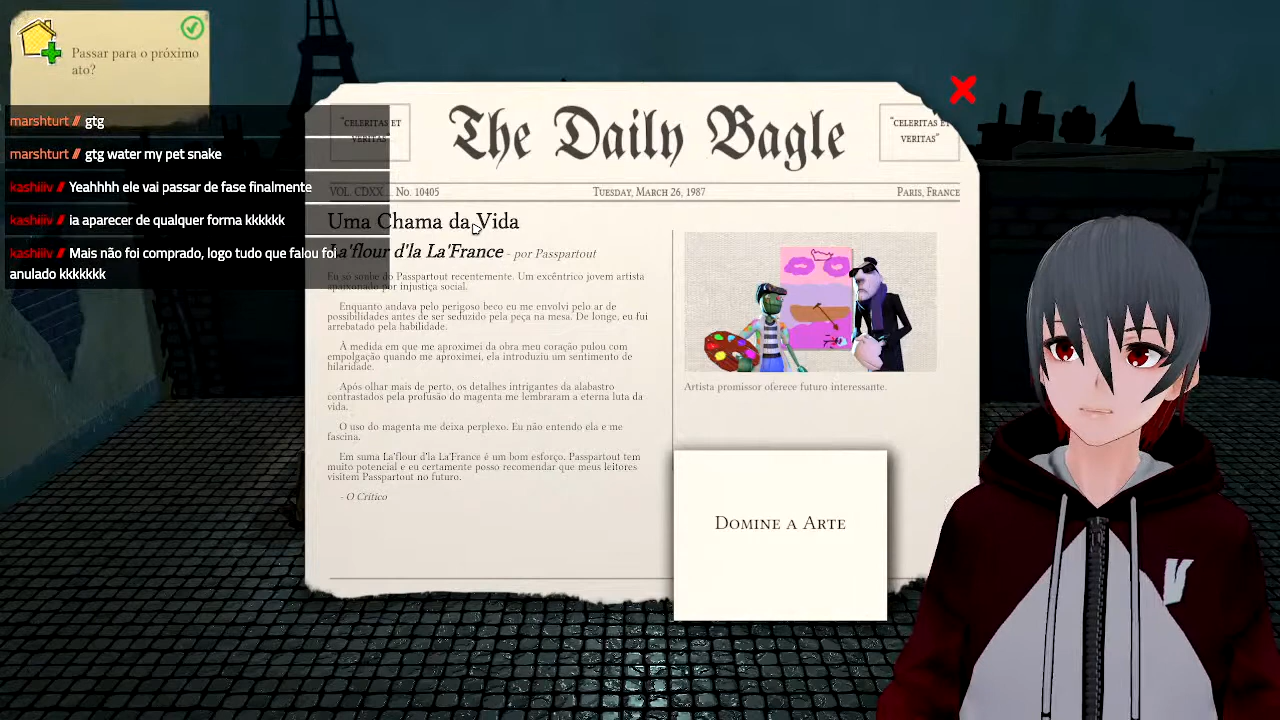 Passar para o próximo
ato?
marshturt // gtg
marshturt // gtg water my pet snake
kashiiiv // Yeahhhh ele vai passar de fase finalmente
kashiiiv // ia aparecer de qualquer forma kkkkkk
kashiiiv // Mais não foi comprado, logo tudo que falou foi
anulado kkkkkkk
"CELERITAS ET
VERITAS"
The Daily Bagle
"CELERITAS ET
VERITAS"
VOL. CDXX... No. 10405
TUESDAY, MARCH 26, 1987
PARIS, FRANCE
Uma Chama da Vida
La'flour d'la La'France - por Passpartout
Eu só soube do Passpartout recentemente. Um excêntrico jovem artista
apaixonado por injustiça social.
Enquanto andava pelo perigoso beco eu me envolvi pelo ar de
possibilidades antes de ser seduzido pela peça na mesa. De longe, eu fui
arrebatado pela habilidade.
À medida em que me aproximei da obra meu coração pulou com
empolgação quando me aproximei, ela introduziu um sentimento de
hilaridade.
Após olhar mais de perto, os detalhes intrigantes da alabastro
contrastados pela profusão do magenta me lembraram a eterna luta da
vida.
O uso do magenta me deixa perplexo. Eu não entendo ela e me
fascina.
Em suma La'flour d'la La'France é um bom esforço. Passpartout tem
muito potencial e eu certamente posso recomendar que meus leitores
visitem Passpartout no futuro.
- O Crítico
Artista promissor oferece futuro interessante.
DOMINE A ARTE